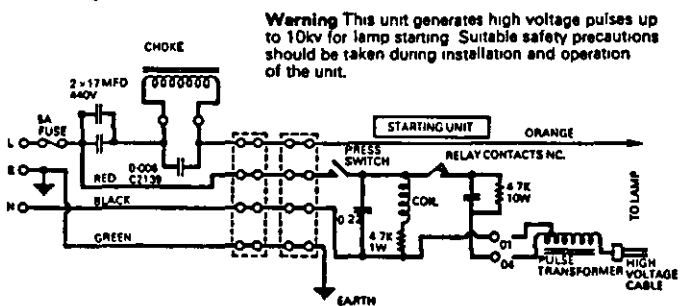 Warning This unit generates high voltage pulses up
to 10kv for lamp starting Suitable safety precautions
should be taken during installation and operation
of the unit.
CHOKE
2 × 17 MFD
440V
5A
FUSE
L
STARTING UNIT
ORANGE
PRESS
SWITCH
RELAY CONTACTS NC.
0·006
C2139
E
RED
COIL
4 7K
10W
TO LAMP
N
BLACK
0 22
4 7K
1W
01
GREEN
04
PULSE
TRANSFORMER
HIGH
VOLTAGE
CABLE
EARTH